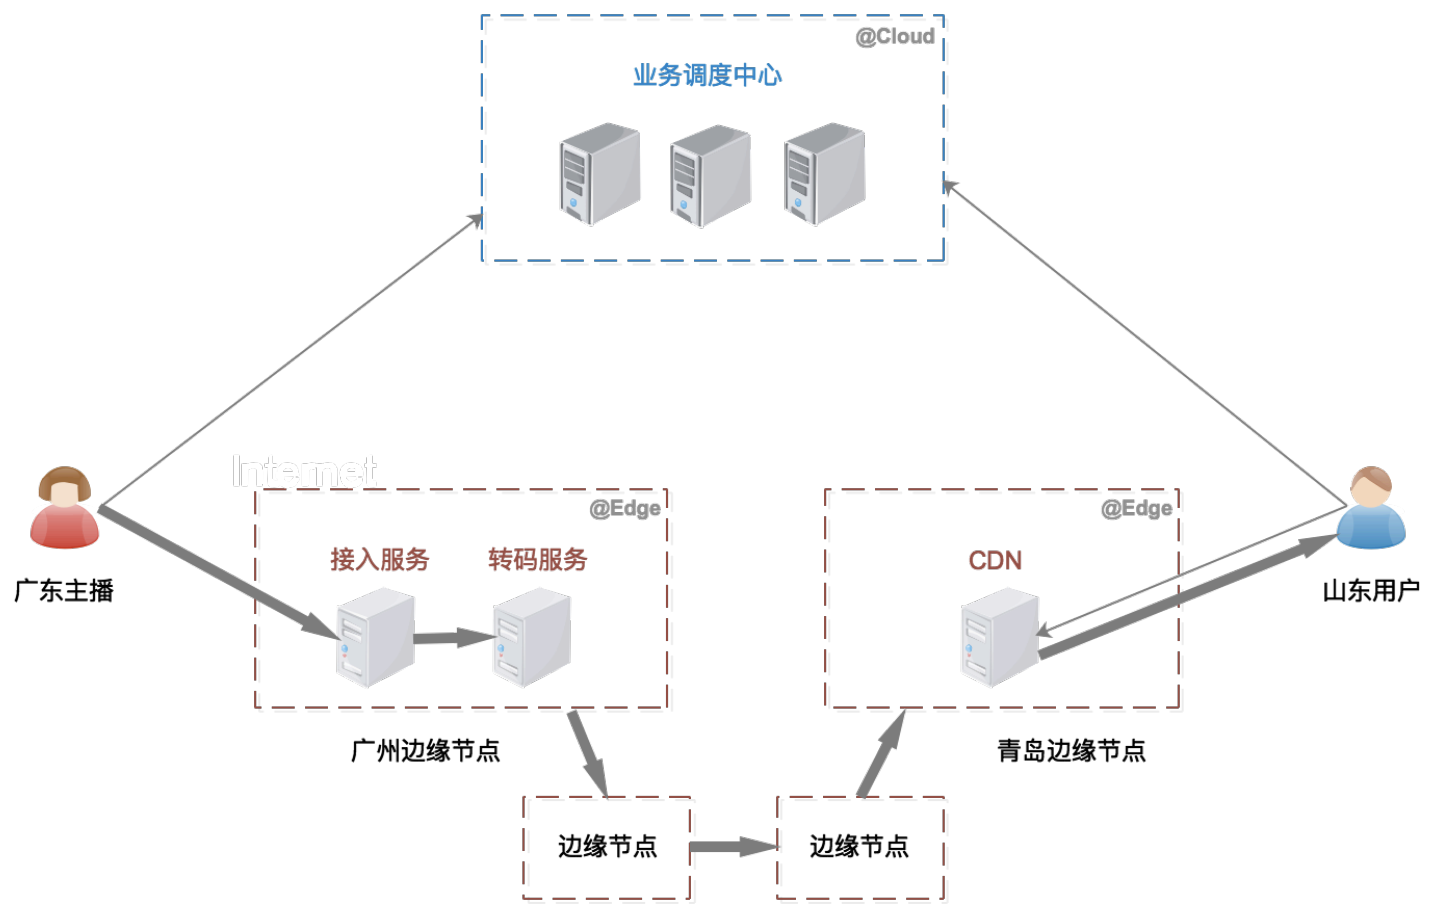 @Cloud
业务调度中心
Internet
@Edge
@Edge
接入服务
转码服务
CDN
广东主播
山东用户
广州边缘节点
青岛边缘节点
边缘节点
边缘节点